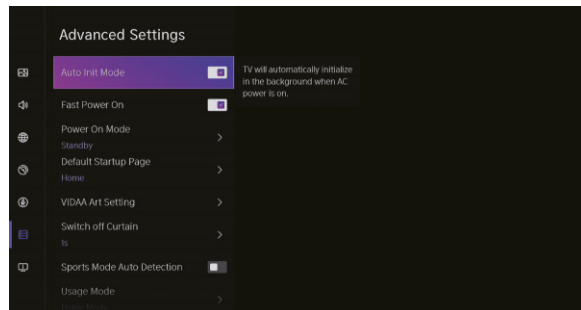 Advanced Settings
Auto Init Mode
TV will automatically initialize
in the background when AC
power is on.
Fast Power On
Power On Mode
Standby
Default Startup Page
Home
VIDAA Art Setting
Switch off Curtain
1s
Sports Mode Auto Detection
Usage Mode
Home Mode